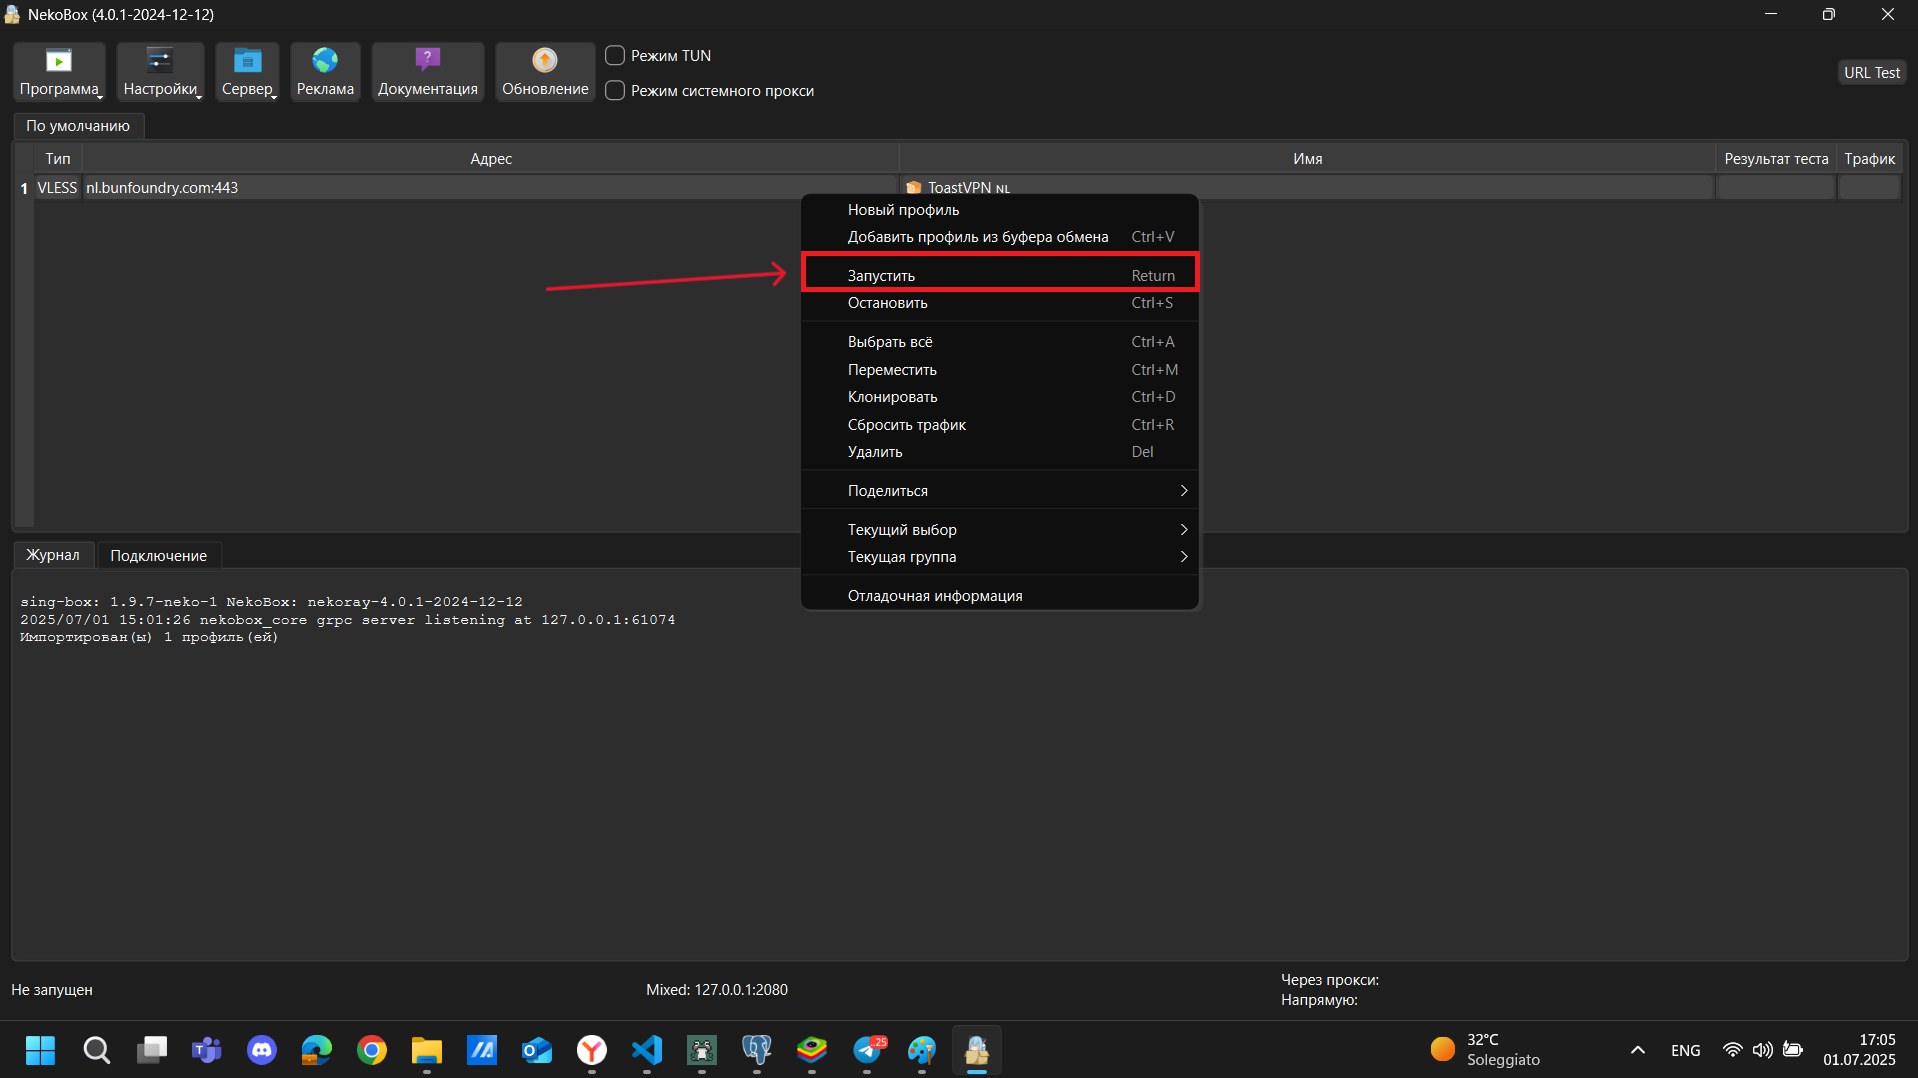 NekoBox (4.0.1-2024-12-12)
Программа
Настройки
Сервер
Реклама
Документация
Обновление
Режим TUN
Режим системного прокси
URL Test
По умолчанию
Тип Адрес Имя Результат теста Трафик
1 VLESS nl.bunfoundry.com:443 ToastVPN NL
Новый профиль
Добавить профиль из буфера обмена Ctrl+V
Запустить Return
Остановить Ctrl+S
Выбрать всё Ctrl+A
Переместить Ctrl+M
Клонировать Ctrl+D
Сбросить трафик Ctrl+R
Удалить Del
Поделиться
Текущий выбор
Текущая группа
Отладочная информация
Журнал Подключение
sing-box: 1.9.7-neko-1 NekoBox: nekoray-4.0.1-2024-12-12
2025/07/01 15:01:26 nekobox_core grpc server listening at 127.0.0.1:61074
Импортирован(ы) 1 профиль(ей)
Не запущен
Mixed: 127.0.0.1:2080
Через прокси:
Напрямую:
.25
32°C
Soleggiato
ENG
17:05
01.07.2025